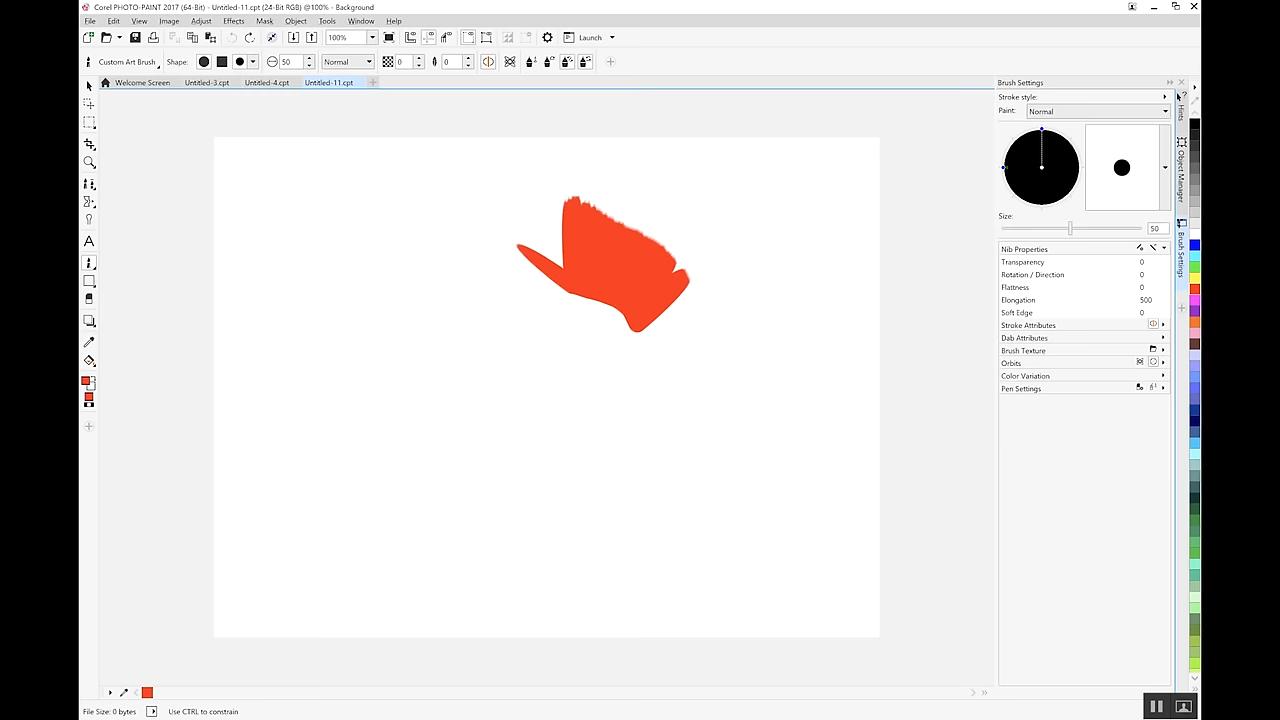 Corel PHOTO-PAINT 2017 (64-Bit) - Untitled-11.cpt (24-Bit RGB) @100% - Background
File Edit View Image Adjust Effects Mask Object Tools Window Help
100% Launch
Custom Art Brush Shape: 50 Normal 0 0
Welcome Screen Untitled-3.cpt Untitled-4.cpt Untitled-11.cpt
Brush Settings
Stroke style:
Paint: Normal
Size:
50
Nib Properties
Transparency 0
Rotation / Direction 0
Flattness 0
Elongation 500
Soft Edge 0
Stroke Attributes
Dab Attributes
Brush Texture
Orbits
Color Variation
Pen Settings
Hints
Object Manager
Brush Settings
A
File Size: 0 bytes Use CTRL to constrain